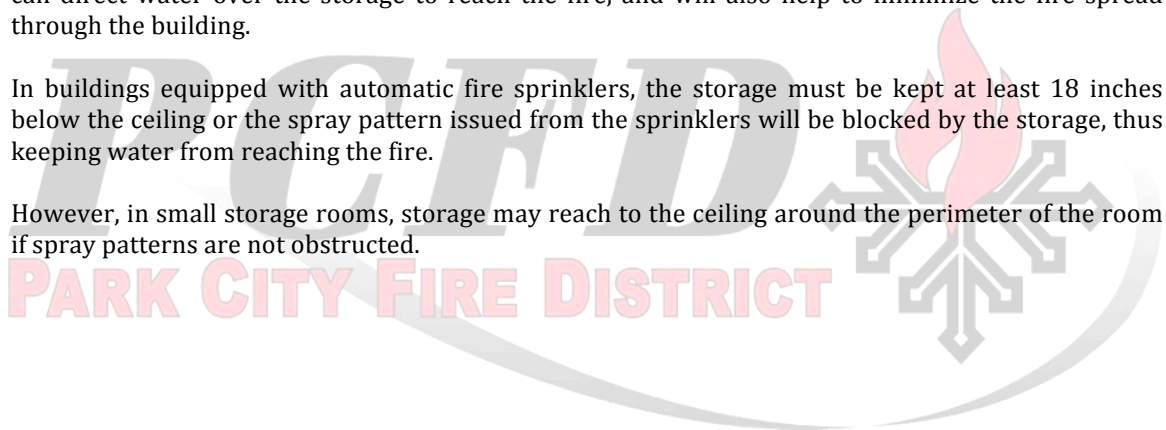 can direct water over the storage to reach the fire, and will also help to minimize the fire spread
through the building.
In buildings equipped with automatic fire sprinklers, the storage must be kept at least 18 inches
below the ceiling or the spray pattern issued from the sprinklers will be blocked by the storage, thus
keeping water from reaching the fire.
However, in small storage rooms, storage may reach to the ceiling around the perimeter of the room
if spray patterns are not obstructed.
PCFD
PARK CITY FIRE DISTRICT